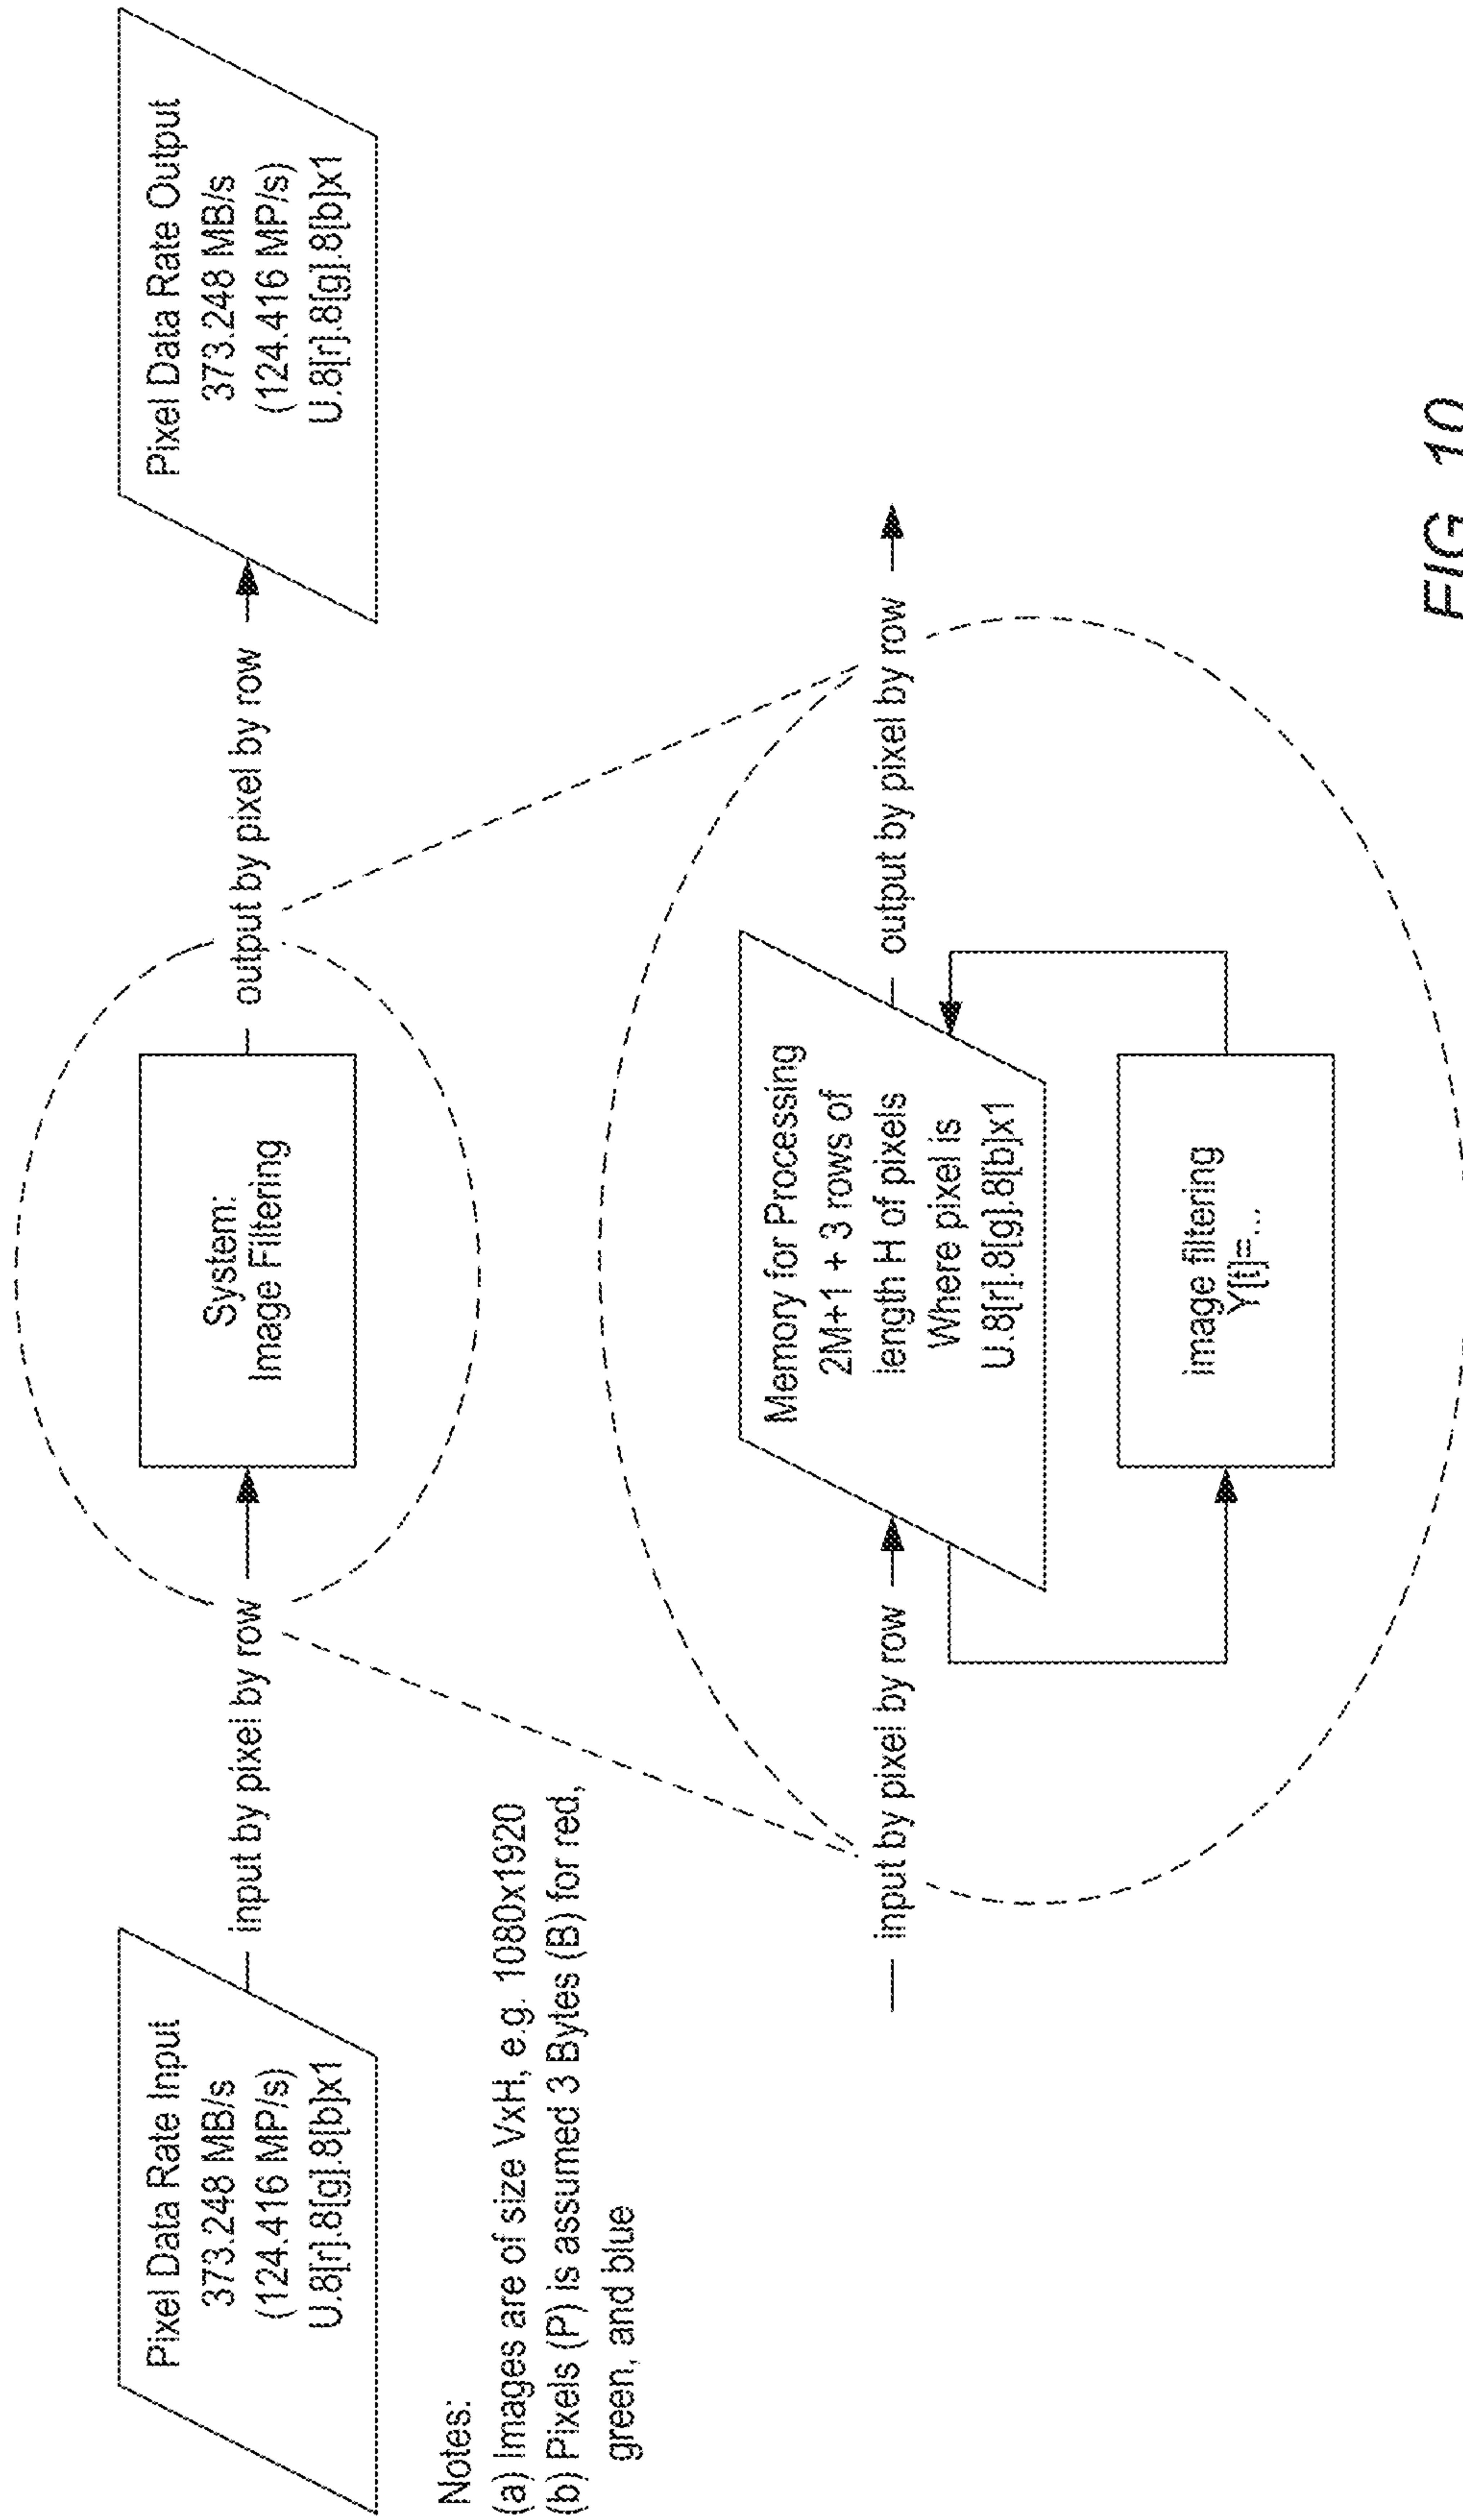 Pixel Data Rate Input
373.248 MB/s
(124.416 MP/s)
U.8[r].8[g].8[b]x1
input by pixel by row
System:
Image Filtering
output by pixel by row
Pixel Data Rate Output
373.248 MB/s
(124.416 MP/s)
U.8[r].8[g].8[b]x1
Notes:
(a) Images are of size VxH, e.g. 1080x1920
(b) Pixels (P) is assumed 3 Bytes (B) for red,
green, and blue
input by pixel by row
Memory for Processing
2M+1 + 3 rows of
length H of pixels
Where pixel is
U.8[r].8[g].8[b]x1
output by pixel by row
Image filtering
Y[t]=...
FIG. 10